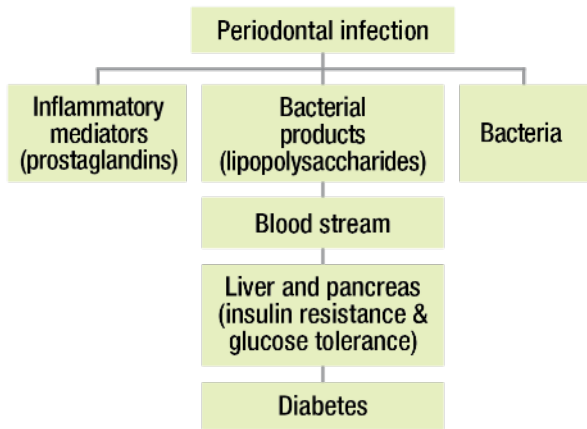 Periodontal infection
Inflammatory
mediators
(prostaglandins)
Bacterial
products
(lipopolysaccharides)
Bacteria
Blood stream
Liver and pancreas
(insulin resistance &
glucose tolerance)
Diabetes